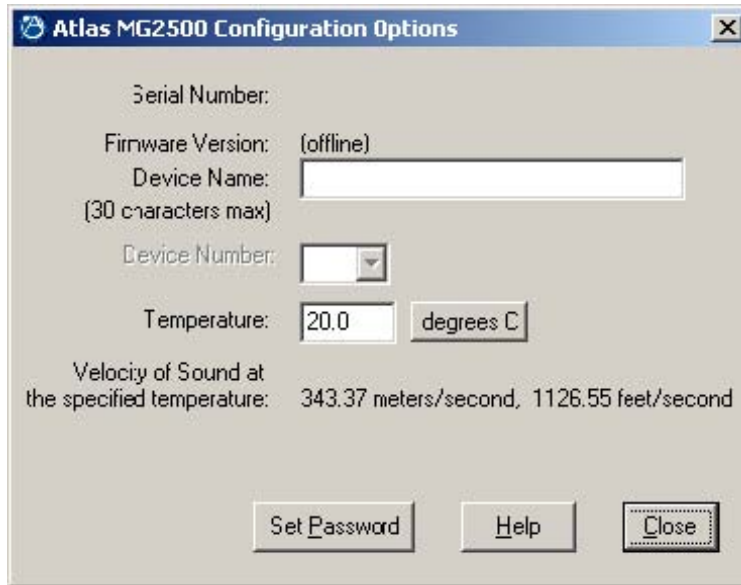 Atlas MG2500 Configuration Options
Serial Number:
Firmware Version: (offline)
Device Name:
(30 characters max)
Device Number:
Temperature: 20.0 degrees C
Velocity of Sound at
the specified temperature: 343.37 meters/second, 1126.55 feet/second
Set Password Help Close